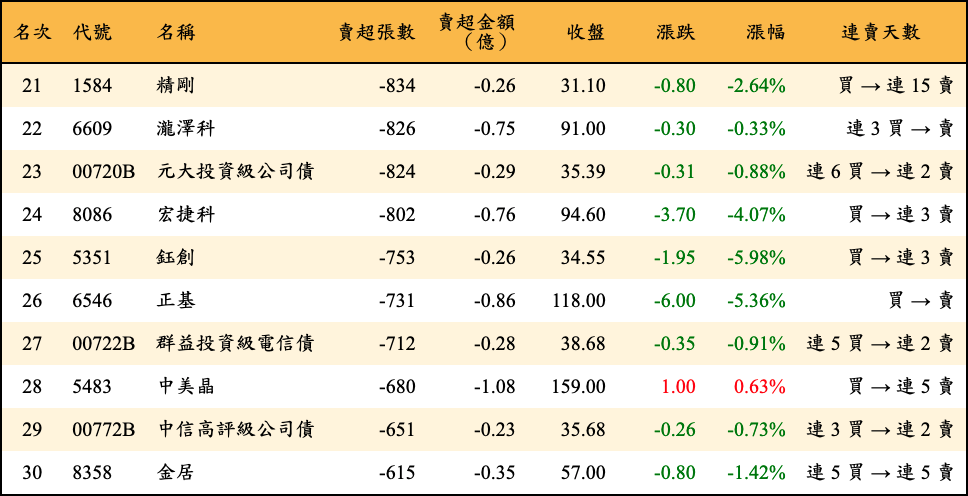 名次 代號 名稱 賣超張數 賣超金額（億） 收盤 漲跌 漲幅 連賣天數
21 1584 精剛 -834 -0.26 31.10 -0.80 -2.64% 買 → 連 15 賣
22 6609 瀧澤科 -826 -0.75 91.00 -0.30 -0.33% 連 3 買 → 賣
23 00720B 元大投資級公司債 -824 -0.29 35.39 -0.31 -0.88% 連 6 買 → 連 2 賣
24 8086 宏捷科 -802 -0.76 94.60 -3.70 -4.07% 買 → 連 3 賣
25 5351 鈺創 -753 -0.26 34.55 -1.95 -5.98% 買 → 連 3 賣
26 6546 正基 -731 -0.86 118.00 -6.00 -5.36% 買 → 賣
27 00722B 群益投資級電信債 -712 -0.28 38.68 -0.35 -0.91% 連 5 買 → 連 2 賣
28 5483 中美晶 -680 -1.08 159.00 1.00 0.63% 買 → 連 5 賣
29 00772B 中信高評級公司債 -651 -0.23 35.68 -0.26 -0.73% 連 3 買 → 連 2 賣
30 8358 金居 -615 -0.35 57.00 -0.80 -1.42% 連 5 買 → 連 5 賣